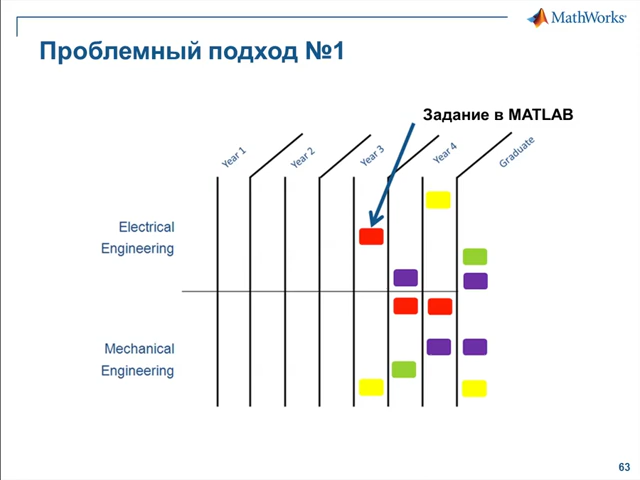 MathWorks®
Проблемный подход №1
Задание в MATLAB
Year 1
Year 2
Year 3
Year 4
Graduate
Electrical
Engineering
Mechanical
Engineering
63